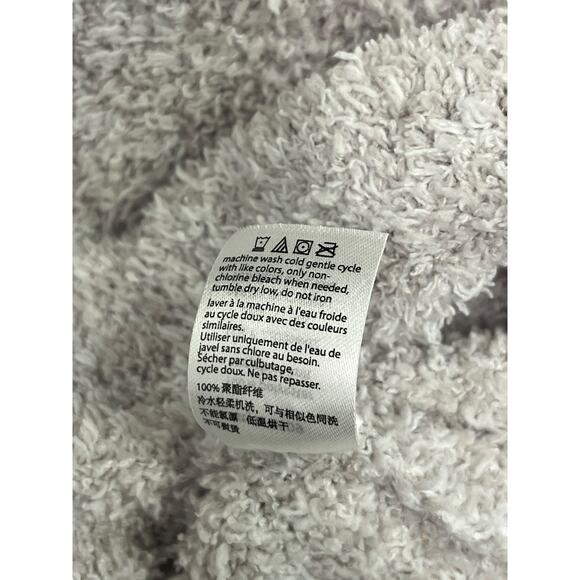 machine wash cold gentle cycle
with like colors, only non-
chlorine bleach when needed,
tumble dry low, do not iron
laver à la machine à l'eau froide
au cycle doux avec des couleurs
similaires.
Utiliser uniquement de l'eau de
javel sans chlore au besoin.
Sécher par culbutage,
cycle doux. Ne pas repasser.
100% 聚酯纤维
冷水轻柔机洗，可与相似色同洗
不能氯漂 低温烘干
不可熨烫